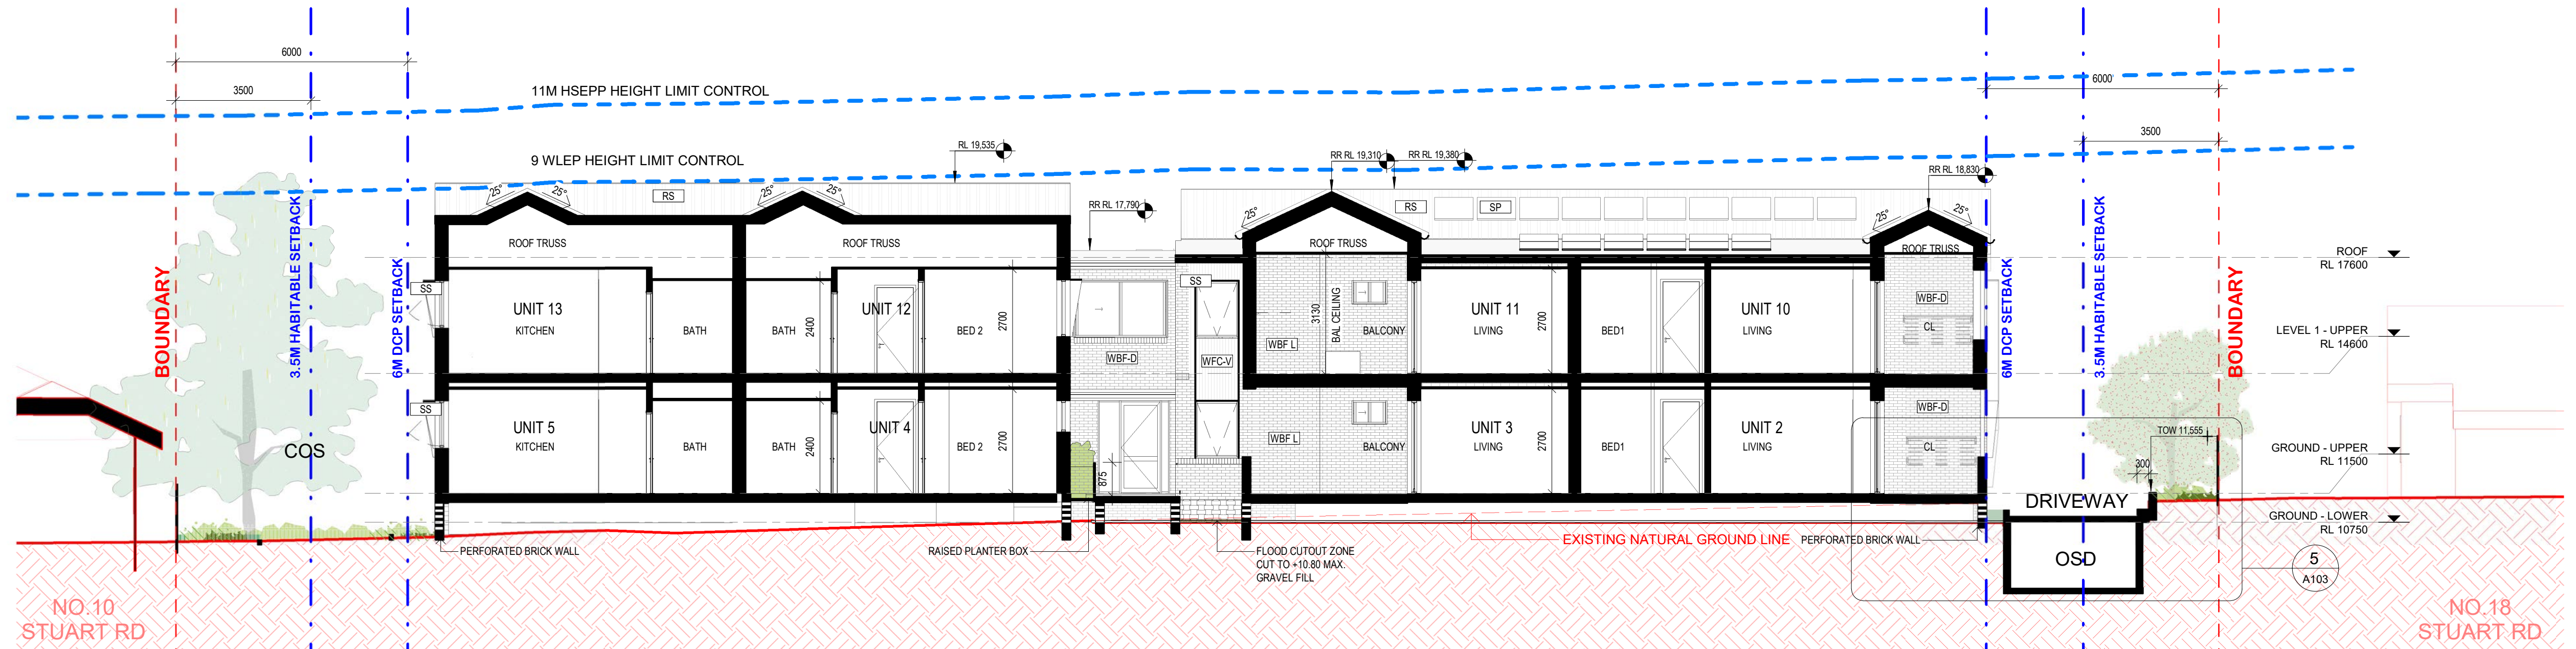 6000
3500
11M HSEPP HEIGHT LIMIT CONTROL
9 WLEP HEIGHT LIMIT CONTROL
RL 19,535
RR RL 19,310
RR RL 19,380
RR RL 18,830
RR RL 17,790
6000
3500
25°
25°
RS
25°
25°
25°
RS
SP
25°
25°
BOUNDARY
3.5M HABITABLE SETBACK
6M DCP SETBACK
ROOF TRUSS
ROOF TRUSS
ROOF TRUSS
ROOF TRUSS
6M DCP SETBACK
3.5M HABITABLE SETBACK
BOUNDARY
ROOF
RL 17600
LEVEL 1 - UPPER
RL 14600
GROUND - UPPER
RL 11500
GROUND - LOWER
RL 10750
SS
UNIT 13
KITCHEN
BATH
BATH
2400
UNIT 12
BED 2
2700
WBF-D
SS
WFC-V
WBF L
3130
BAL CEILING
BALCONY
UNIT 11
LIVING
2700
BED1
UNIT 10
LIVING
WBF-D
CL
SS
UNIT 5
KITCHEN
BATH
BATH
2400
UNIT 4
BED 2
2700
875
WBF L
BALCONY
UNIT 3
LIVING
2700
BED1
UNIT 2
LIVING
WBF-D
CL
TOW 11,555
300
COS
DRIVEWAY
OSD
PERFORATED BRICK WALL
RAISED PLANTER BOX
FLOOD CUTOUT ZONE
CUT TO +10.80 MAX.
GRAVEL FILL
EXISTING NATURAL GROUND LINE
PERFORATED BRICK WALL
5
A103
NO.10
STUART RD
NO.18
STUART RD